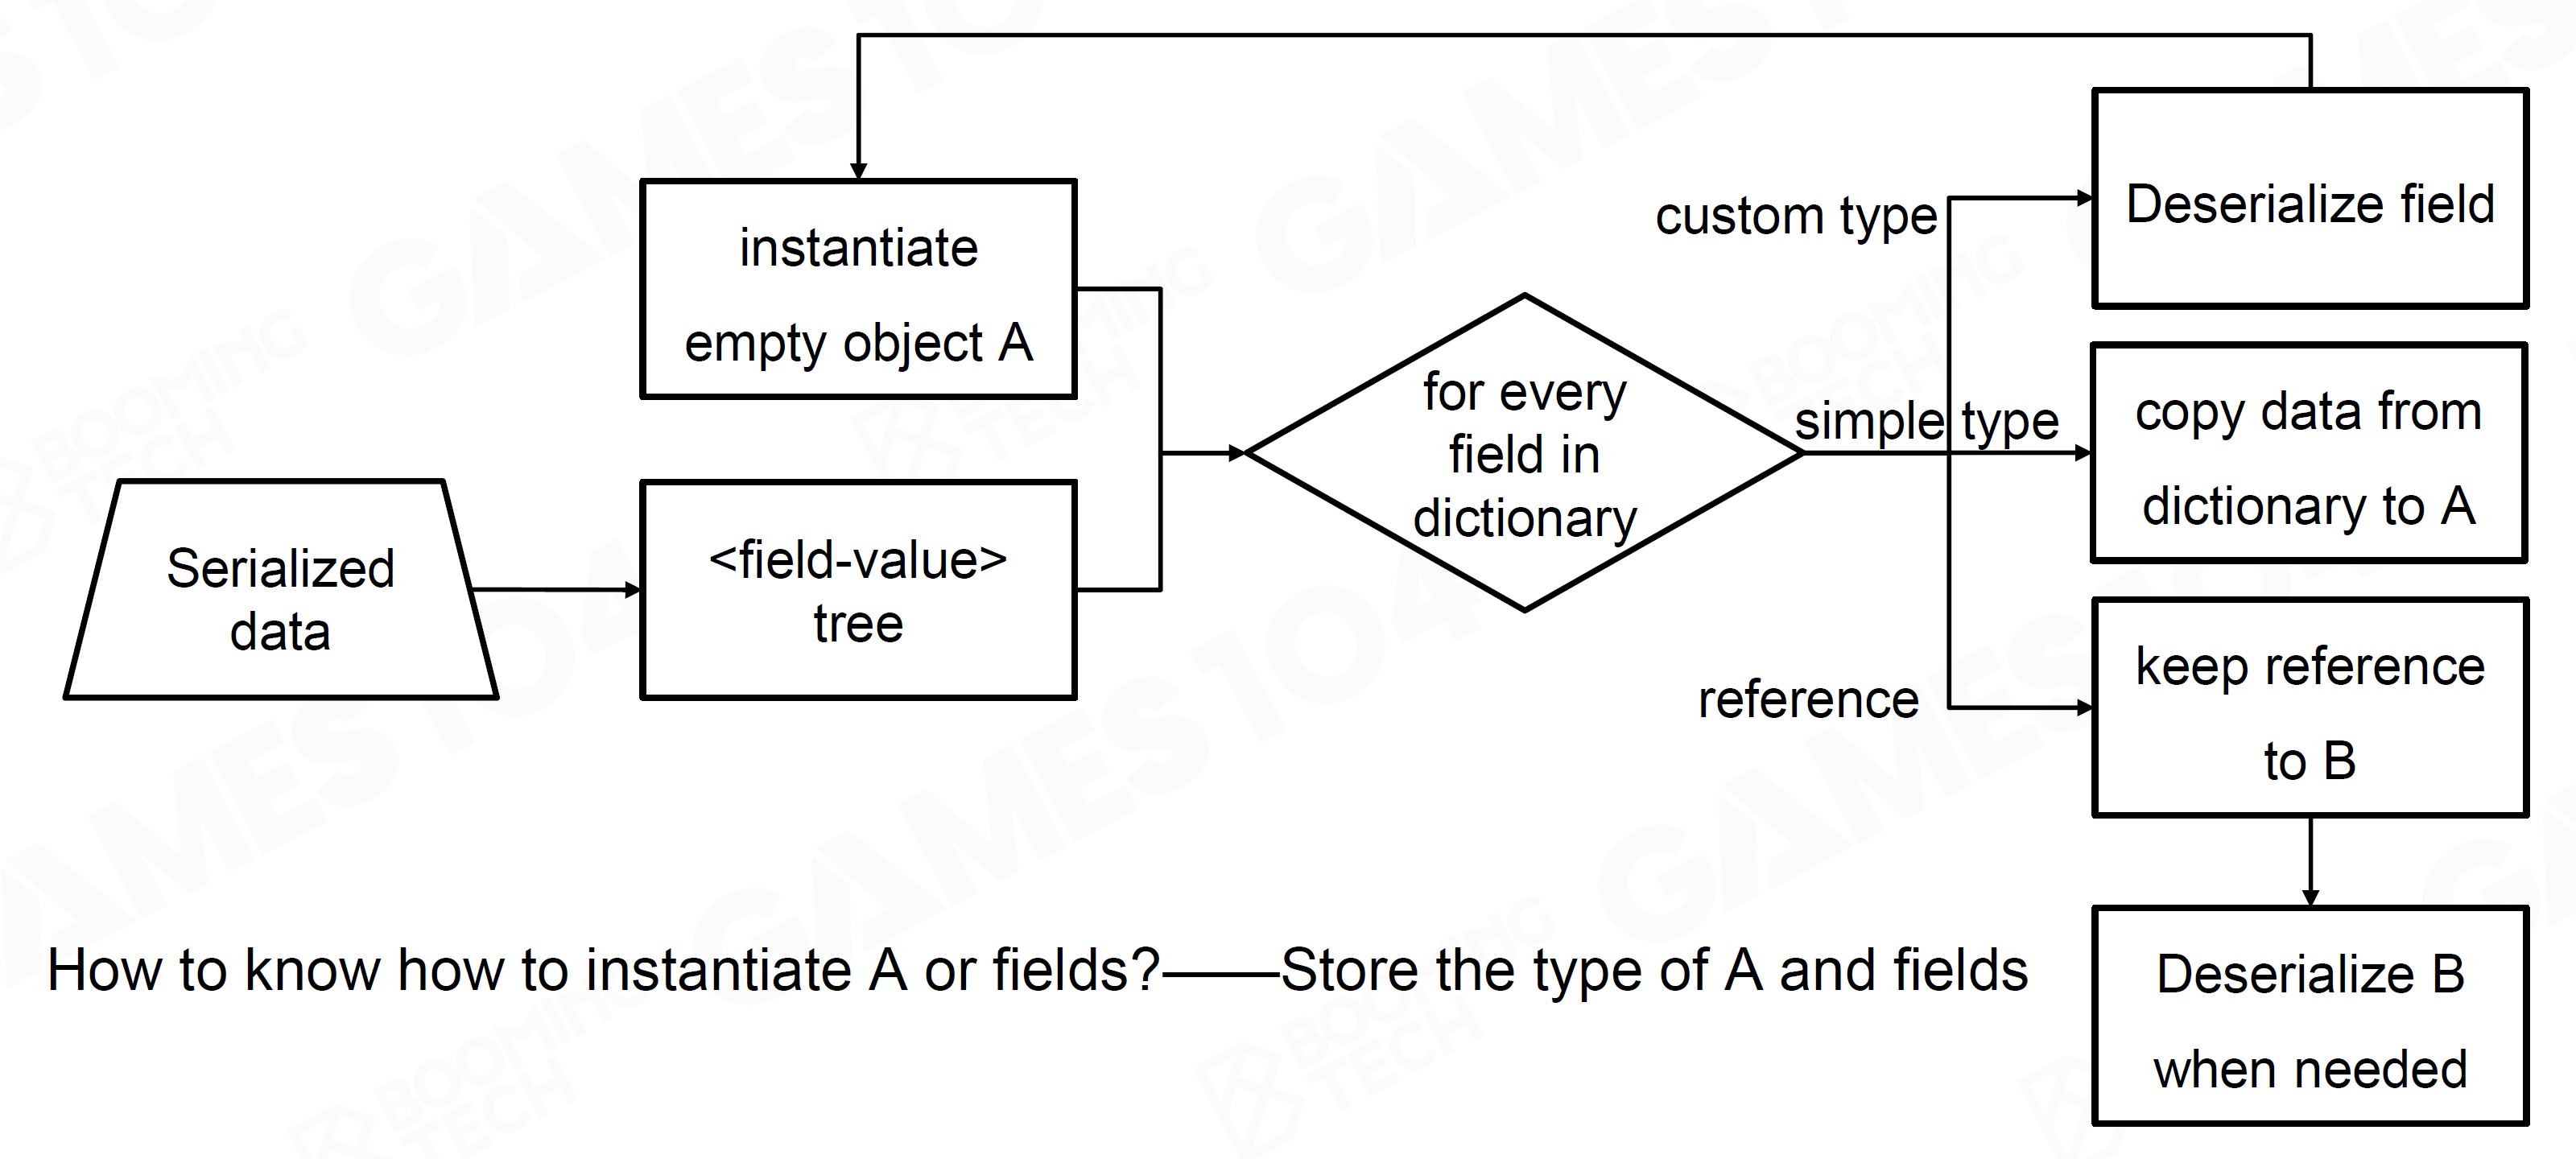 instantiate
empty object A
Serialized
data
<field-value>
tree
for every
field in
dictionary
custom type
simple type
reference
Deserialize field
copy data from
dictionary to A
keep reference
to B
Deserialize B
when needed
How to know how to instantiate A or fields?——Store the type of A and fields
GAMES104
BOOMING
TECH